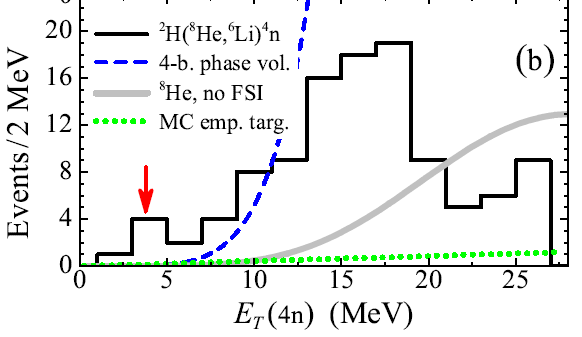 20
²H(⁸He,⁶Li)⁴n
4-b. phase vol.
16
(b)
⁸He, no FSI
12
MC emp. targ.
8
4
0
Events/2 MeV
0 5 10 15 20 25
E_T(4n) (MeV)